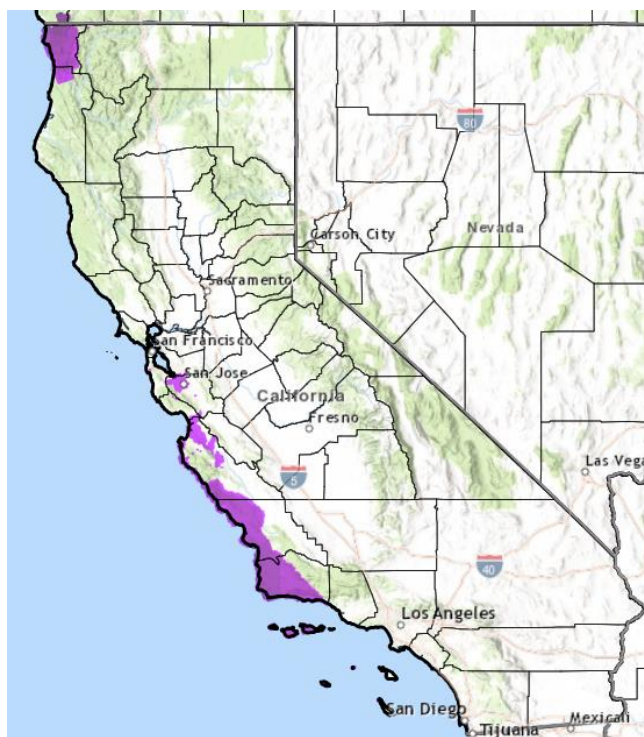 80
Carson City
Nevada
Sacramento
San Francisco
San Jose
California
Fresno
Las Vega
5
40
Los Angeles
San Diego
Tijuana
Mexicali